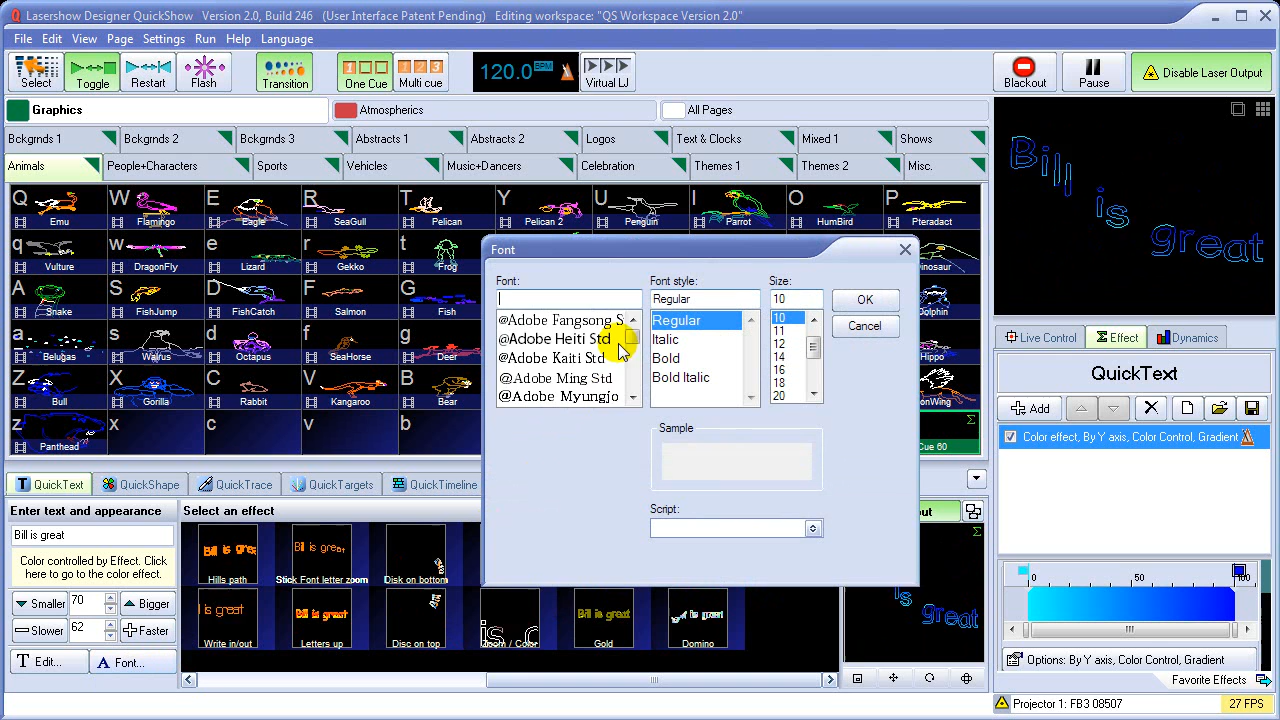 Lasershow Designer QuickShow Version 2.0, Build 246 (User Interface Patent Pending) Editing workspace: "QS Workspace Version 2.0"
File Edit View Page Settings Run Help Language
Select Toggle Restart Flash Transition One Cue Multi cue 120.0 BPM Virtual LJ Blackout Pause Disable Laser Output
Graphics Atmospherics All Pages
Bckgrnds 1 Bckgrnds 2 Bckgrnds 3 Abstracts 1 Abstracts 2 Logos Text & Clocks Mixed 1 Shows
Animals People+Characters Sports Vehicles Music+Dancers Celebration Themes 1 Themes 2 Misc.
Bill is great
Q W E R T Y U I O P
Emu Flamingo Eagle SeaGull Pelican Pelican 2 Penguin Parrot HumBird Pteradact
q w e r t
Vulture DragonFly Lizard Gekko Frog Dinosaur
A S D F G
Snake Fish FishJump Fish Fish
a s d f g
Belugas Walrus Octopus SeaHorse Deer Hippo
Z X C V B
Bull Gorilla Rabbit Kangaroo Bear
z x c v b
Panthead Cue 60
Font
Font: Font style: Size:
Regular 10 OK
@Adobe Fangsong S Regular 10
Cancel
@Adobe Heiti Std Italic 11
12
@Adobe Kaiti Std Bold 14
@Adobe Ming Std Bold Italic 16
18
@Adobe Myungjo 20
Sample
Script:
Live Control Effect Dynamics
QuickText
Add
Color effect, By Y axis, Color Control, Gradient
QuickText QuickShape QuickTrace QuickTargets QuickTimeline
Enter text and appearance Select an effect
Bill is great
Color controlled by Effect. Click
here to go to the color effect.
Smaller 70 Bigger
Slower 62 Faster
Edit... Font...
Hills path Stick Font letter zoom Disk on bottom
Write in/out Letters up Disc on top Zoom / Color Gold Domino
is great
0 50 100
Options: By Y axis, Color Control, Gradient
Favorite Effects
Projector 1: FB3 08507 27 FPS